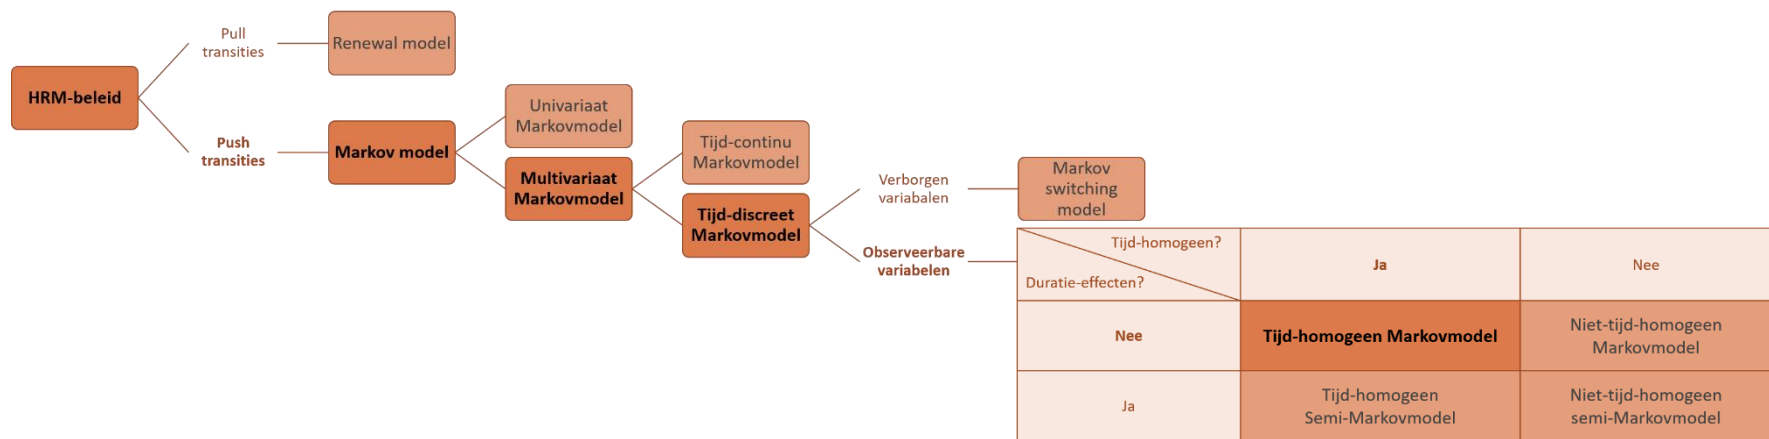 HRM-beleid
Pull
transities
Renewal model
Push
transities
Markov model
Univariaat
Markovmodel
Multivariaat
Markovmodel
Tijd-continu
Markovmodel
Tijd-discreet
Markovmodel
Verborgen
variabalen
Markov
switching
model
Observeerbare
variabelen
Tijd-homogeen?
Duratie-effecten?
Ja
Nee
Nee
Tijd-homogeen Markovmodel
Niet-tijd-homogeen
Markovmodel
Ja
Tijd-homogeen
Semi-Markovmodel
Niet-tijd-homogeen
semi-Markovmodel